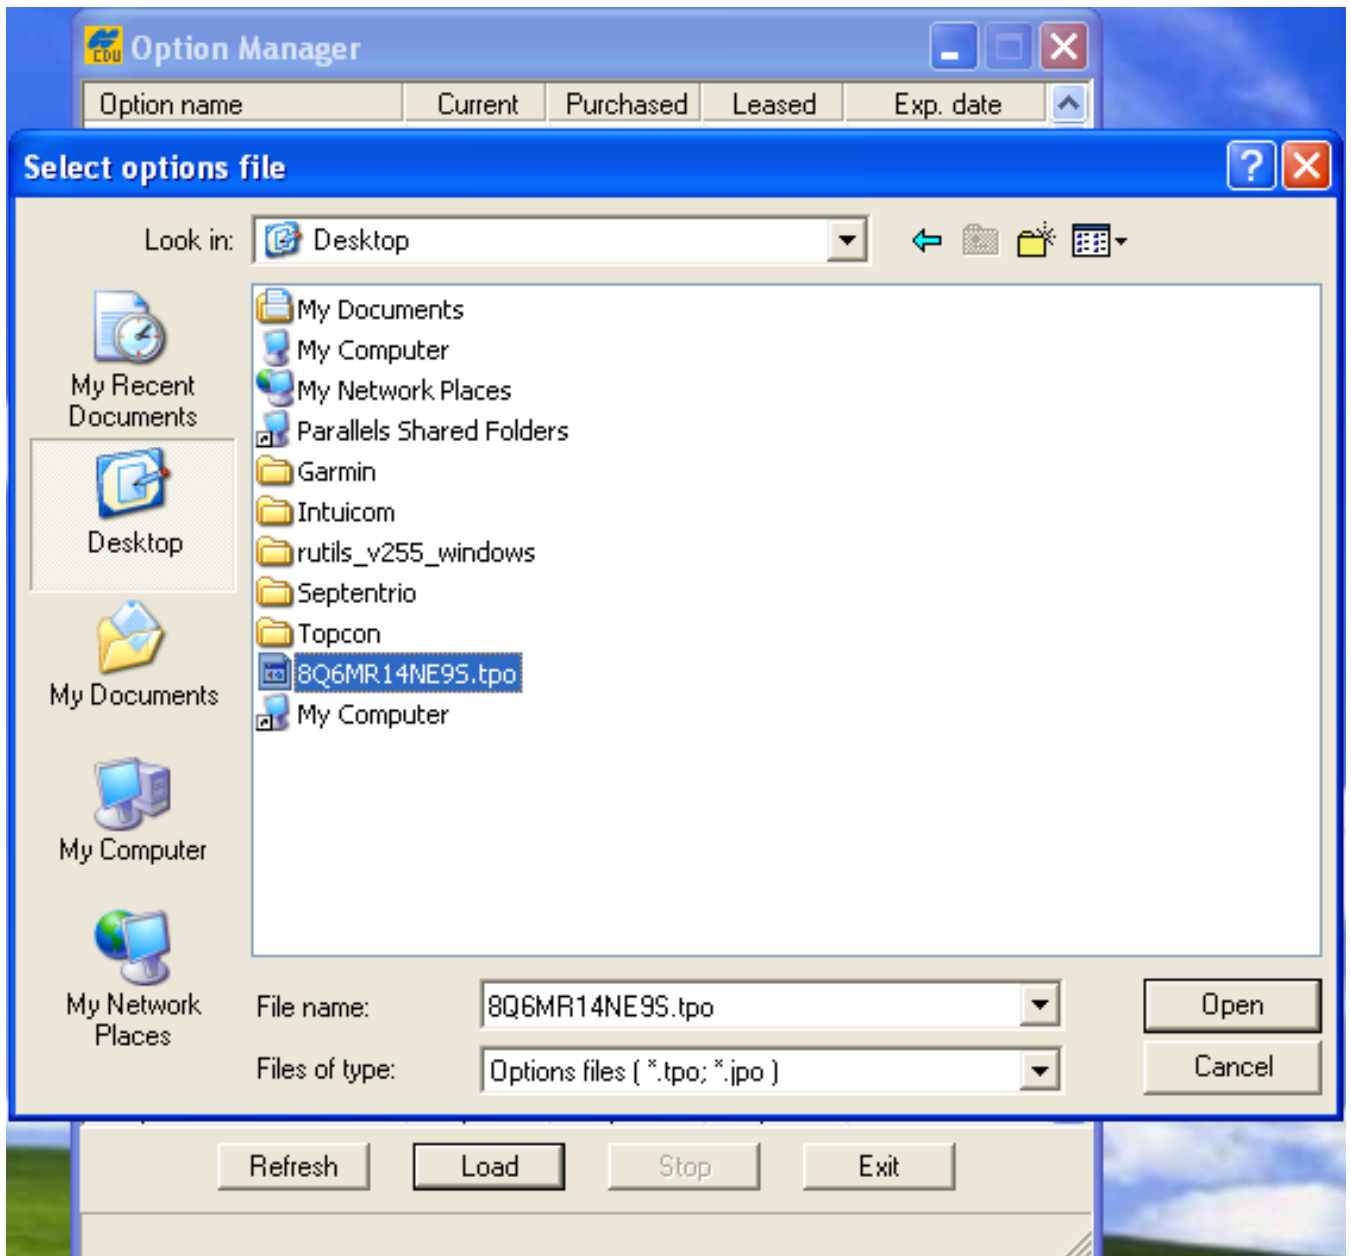 CDU Option Manager
Option name Current Purchased Leased Exp. date
Select options file
Look in: Desktop
My Documents
My Computer
My Network Places
Parallels Shared Folders
Garmin
Intuicom
rutils_v255_windows
Septentrio
Topcon
8Q6MR14NE9S.tpo
My Computer
My Recent
Documents
Desktop
My Documents
My Computer
My Network
Places
File name: 8Q6MR14NE9S.tpo Open
Files of type: Options files ( *.tpo; *.jpo ) Cancel
Refresh Load Stop Exit